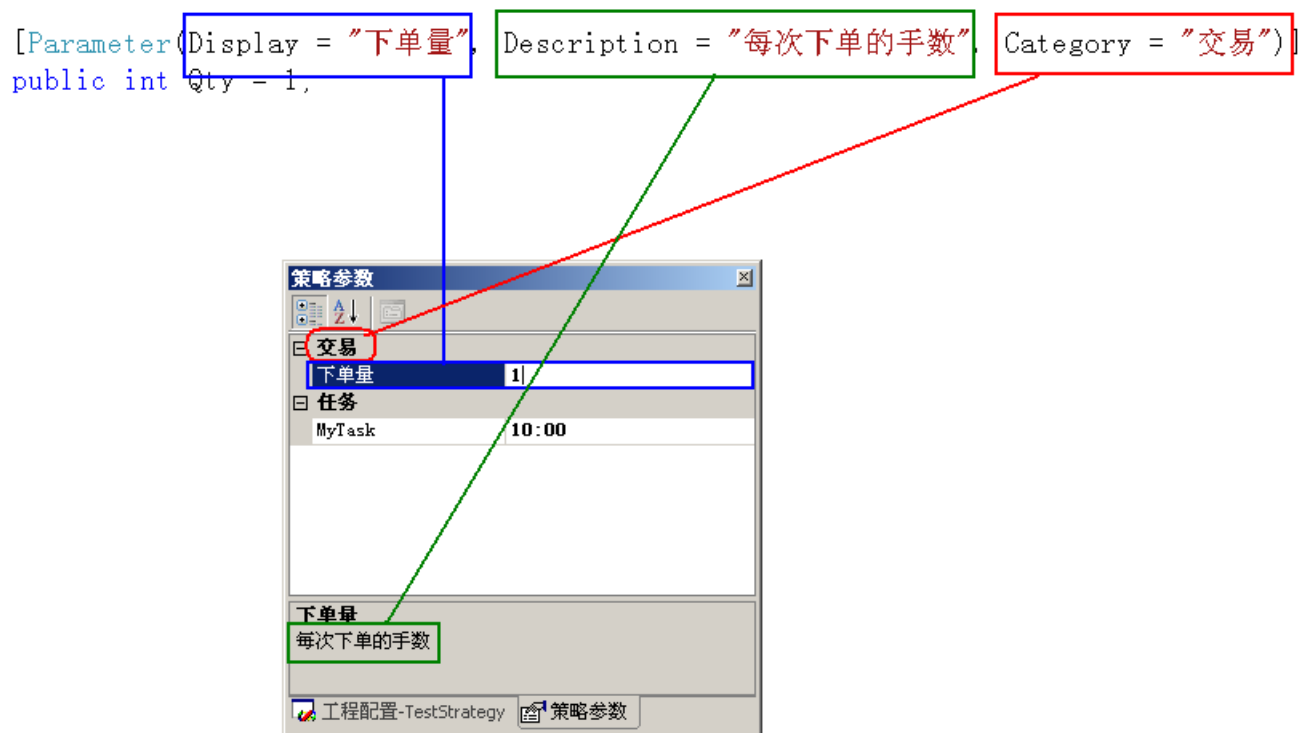 [Parameter(Display = "下单量", Description = "每次下单的手数", Category = "交易")]
public int Qty = 1;
策略参数
交易
下单量 1
任务
MyTask 10:00
下单量
每次下单的手数
工程配置-TestStrategy 策略参数